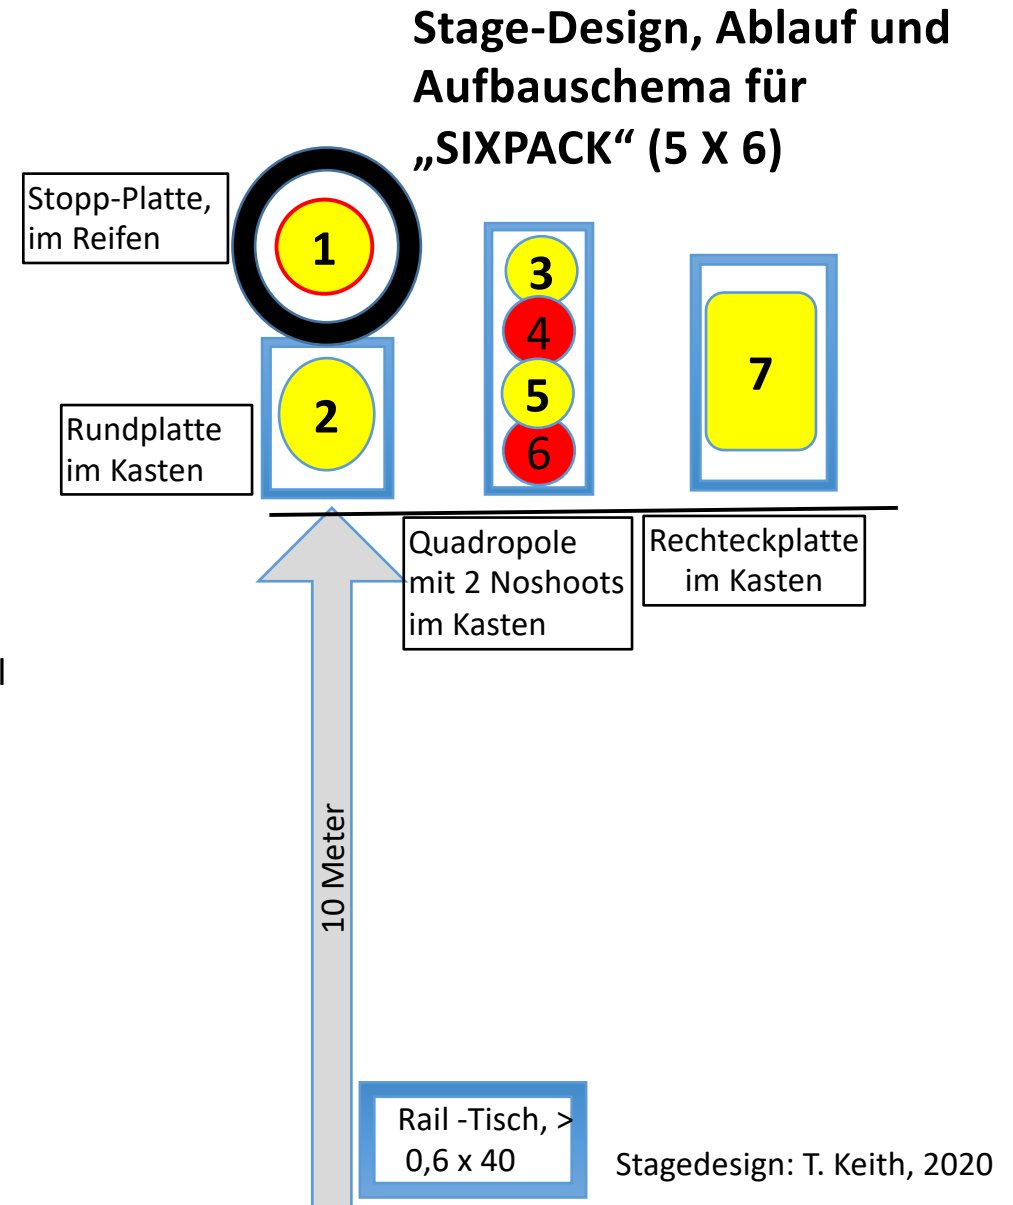 Stage-Design, Ablauf und
Aufbauschema für
„SIXPACK“ (5 X 6)
Stopp-Platte,
im Reifen
1
3
4
5
6
7
Rundplatte
im Kasten
2
Quadropole
mit 2 Noshoots
im Kasten
Rechteckplatte
im Kasten
l
10 Meter
Rail -Tisch, >
0,6 x 40
Stagedesign: T. Keith, 2020